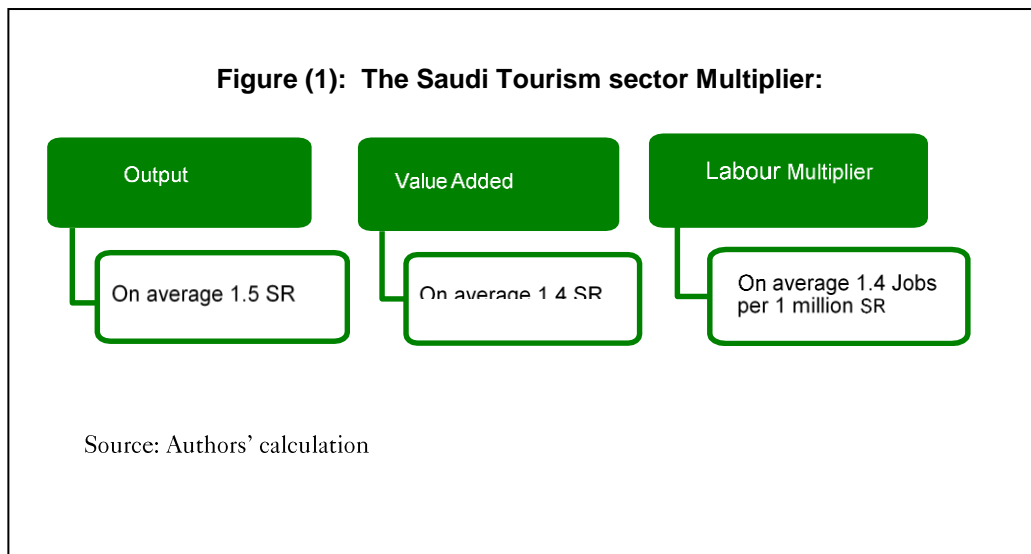 Figure (1): The Saudi Tourism sector Multiplier:
Output
Value Added
Labour Multiplier
On average 1.5 SR
On average 1.4 SR
On average 1.4 Jobs
per 1 million SR
Source: Authors’ calculation